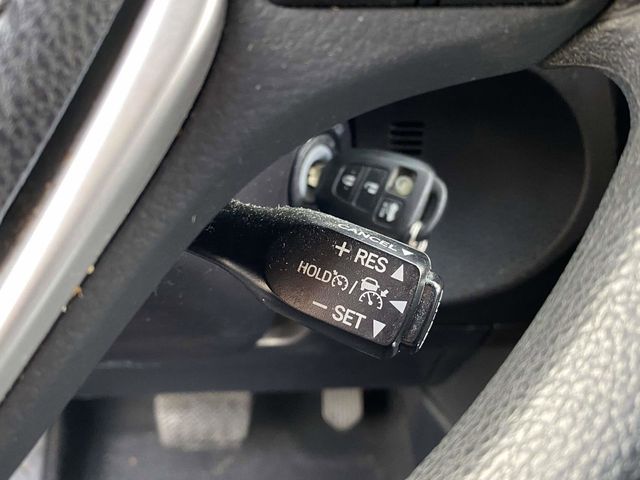 CANCEL
+ RES
HOLD /
− SET